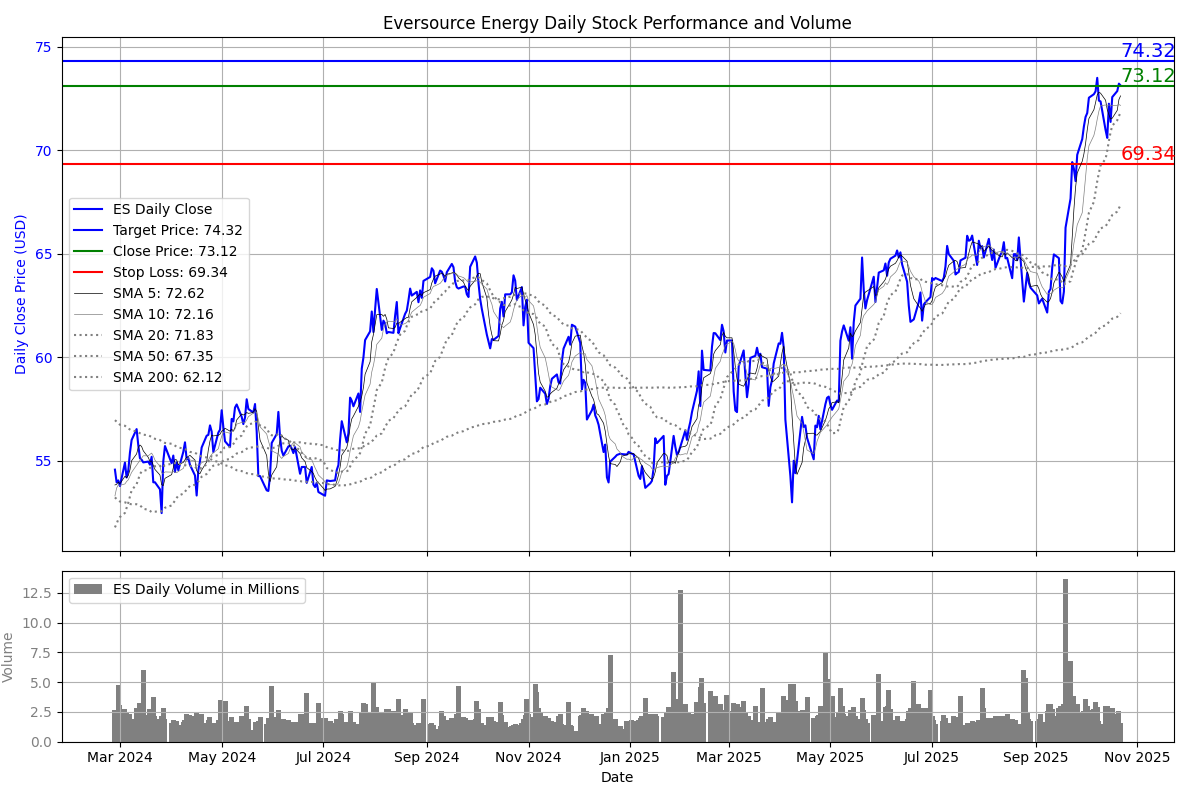 Eversource Energy Daily Stock Performance and Volume
75
74.32
73.12
70
69.34
65
60
55
Daily Close Price (USD)
ES Daily Close
Target Price: 74.32
Close Price: 73.12
Stop Loss: 69.34
SMA 5: 72.62
SMA 10: 72.16
SMA 20: 71.83
SMA 50: 67.35
SMA 200: 62.12
ES Daily Volume in Millions
12.5
10.0
7.5
5.0
2.5
0.0
Volume
Mar 2024 May 2024 Jul 2024 Sep 2024 Nov 2024 Jan 2025 Mar 2025 May 2025 Jul 2025 Sep 2025 Nov 2025
Date